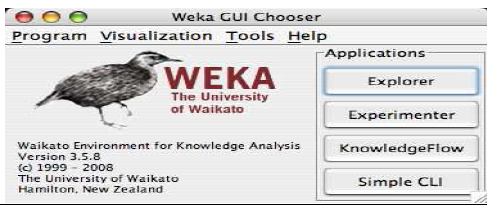 Weka GUI Chooser
Program Visualization Tools Help
WEKA
The University
of Waikato
Waikato Environment for Knowledge Analysis
Version 3.5.8
(c) 1999 - 2008
The University of Waikato
Hamilton, New Zealand
Applications
Explorer
Experimenter
KnowledgeFlow
Simple CLI